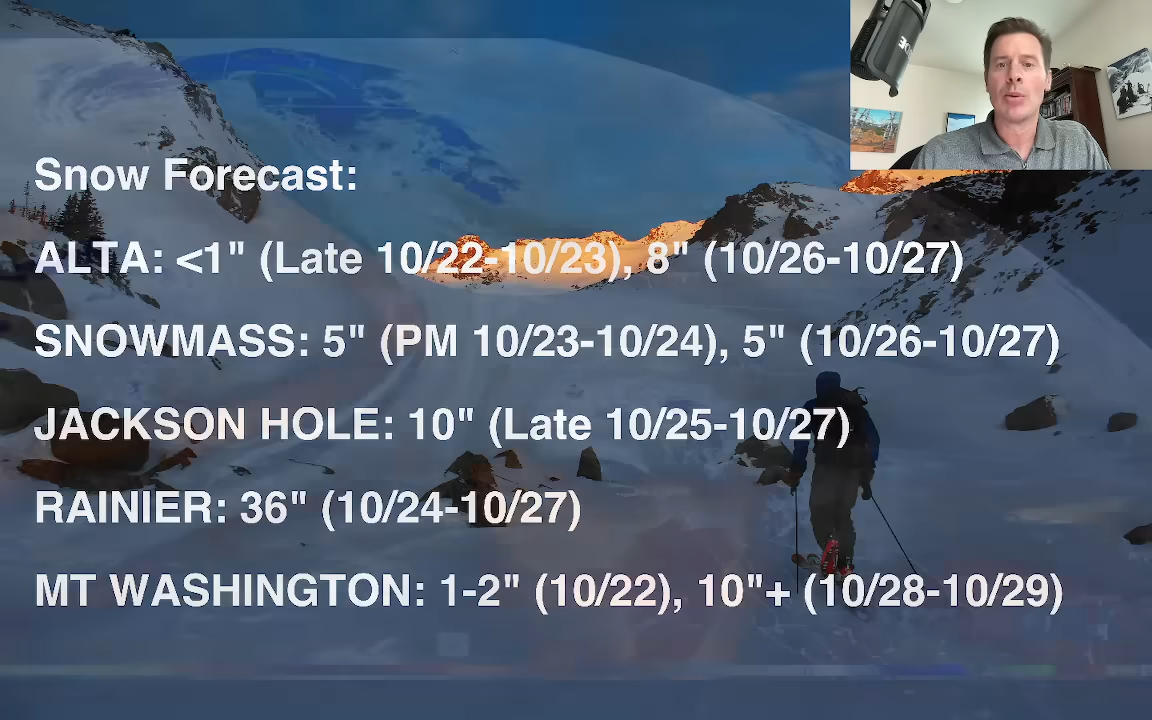 Snow Forecast:
ALTA: <1" (Late 10/22-10/23), 8" (10/26-10/27)
SNOWMASS: 5" (PM 10/23-10/24), 5" (10/26-10/27)
JACKSON HOLE: 10" (Late 10/25-10/27)
RAINIER: 36" (10/24-10/27)
MT WASHINGTON: 1-2" (10/22), 10"+ (10/28-10/29)